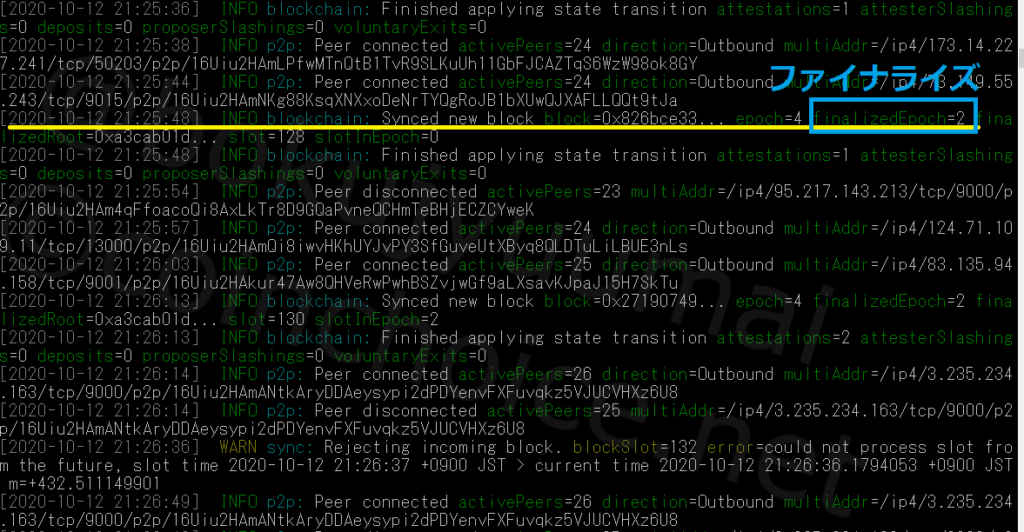 [2020-10-12 21:25:36]  INFO blockchain: Finished applying state transition attestations=1 attesterSlashing
s=0 deposits=0 proposerSlashings=0 voluntaryExits=0
[2020-10-12 21:25:38]  INFO p2p: Peer connected activePeers=24 direction=Outbound multiAddr=/ip4/173.14.22
7.241/tcp/50203/p2p/16Uiu2HAmLPfwMTnQtB1TvR9SLKuUh11GbFJCAZTqS6WzW98ok8GY
ファイナライズ
[2020-10-12 21:25:44]  INFO p2p: Peer connected activePeers=24 direction=Outbound
.243/tcp/9015/p2p/16Uiu2HAmNKg88KsqXNXxoDeNrTYQgRoJB1bXUwQJXAFLLQQt9tJa
[2020-10-12 21:25:48]  INFO blockchain: Synced new block block=0x826bce33... epoch=4 finalizedEpoch=2 fina
lizedRoot=0xa3cab01d... slot=128 slotInEpoch=0
[2020-10-12 21:25:48]  INFO blockchain: Finished applying state transition attestations=1 attesterSlashing
s=0 deposits=0 proposerSlashings=0 voluntaryExits=0
[2020-10-12 21:25:54]  INFO p2p: Peer disconnected activePeers=23 multiAddr=/ip4/95.217.143.213/tcp/9000/p
2p/16Uiu2HAm4qFfoacoQi8AxLkTr8D9GQaPvneQCHmTeBHjECZCYweK
[2020-10-12 21:25:57]  INFO p2p: Peer connected activePeers=24 direction=Outbound multiAddr=/ip4/124.71.10
9.11/tcp/13000/p2p/16Uiu2HAmQi8iwvHKhUYJvPY3SfGuveUtXByq8QLDTuLiLBUE3nLs
[2020-10-12 21:26:03]  INFO p2p: Peer connected activePeers=25 direction=Outbound multiAddr=/ip4/83.135.94
.158/tcp/9001/p2p/16Uiu2HAkur47Aw8QHVeRwPwhBSZvjwGf9aLXsavKJpaJ15H7SkTu
[2020-10-12 21:26:13]  INFO blockchain: Synced new block block=0x27190749... epoch=4 finalizedEpoch=2 fina
lizedRoot=0xa3cab01d... slot=130 slotInEpoch=2
[2020-10-12 21:26:13]  INFO blockchain: Finished applying state transition attestations=2 attesterSlashing
s=0 deposits=0 proposerSlashings=0 voluntaryExits=0
[2020-10-12 21:26:14]  INFO p2p: Peer connected activePeers=26 direction=Outbound multiAddr=/ip4/3.235.234
.163/tcp/9000/p2p/16Uiu2HAmANtkAryDDAeysypi2dPDYenvFXFuvqkz5VJUCVHXz6U8
[2020-10-12 21:26:14]  INFO p2p: Peer disconnected activePeers=25 multiAddr=/ip4/3.235.234.163/tcp/9000/p2
p/16Uiu2HAmANtkAryDDAeysypi2dPDYenvFXFuvqkz5VJUCVHXz6U8
[2020-10-12 21:26:36]  WARN sync: Rejecting incoming block. blockSlot=132 error=could not process slot fro
m the future, slot time 2020-10-12 21:26:37 +0900 JST > current time 2020-10-12 21:26:36.1794053 +0900 JST
 m=+432.511149901
[2020-10-12 21:26:49]  INFO p2p: Peer connected activePeers=26 direction=Outbound multiAddr=/ip4/3.235.234
.163/tcp/9000/p2p/16Uiu2HAmANtkAryDDAeysypi2dPDYenvFXFuvqkz5VJUCVHXz6U8